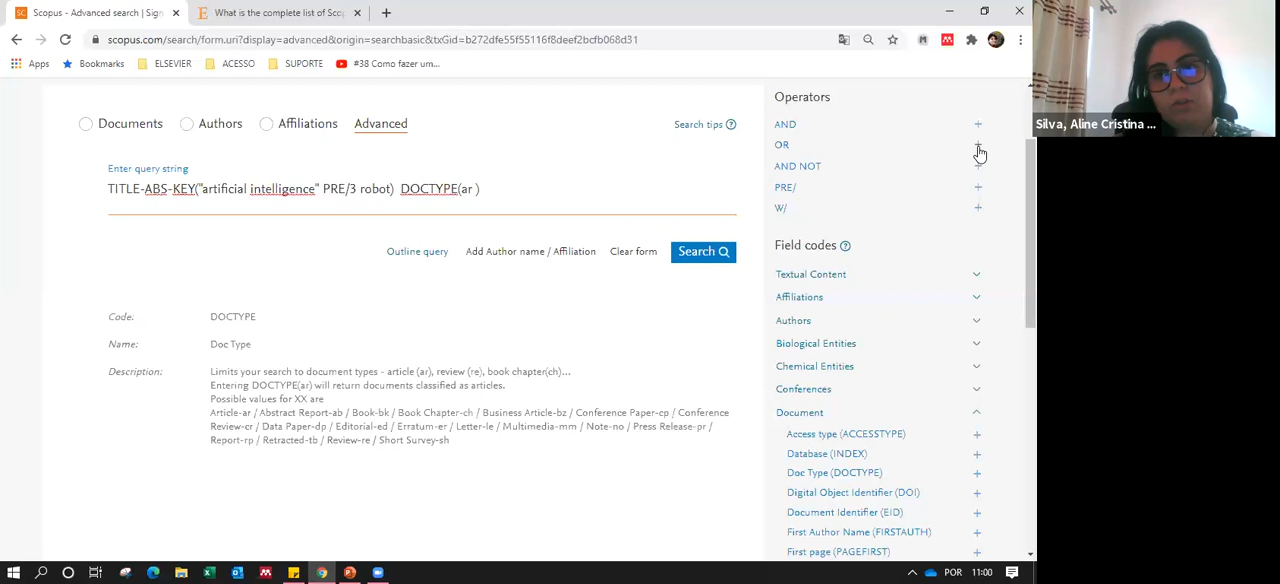 Scopus - Advanced search | Sign
What is the complete list of Scop
scopus.com/search/form.uri?display=advanced&origin=searchbasic&txGid=b272dfe55f55116f8deef2bcfb068d31
Apps Bookmarks ELSEVIER ACESSO SUPORTE #38 Como fazer um...
Silva, Aline Cristina ...
Documents Authors Affiliations Advanced Search tips
Enter query string
TITLE-ABS-KEY("artificial intelligence" PRE/3 robot) DOCTYPE(ar )
Outline query Add Author name / Affiliation Clear form Search
Code: DOCTYPE
Name: Doc Type
Description: Limits your search to document types - article (ar), review (re), book chapter(ch)...
Entering DOCTYPE(ar) will return documents classified as articles.
Possible values for XX are
Article-ar / Abstract Report-ab / Book-bk / Book Chapter-ch / Business Article-bz / Conference Paper-cp / Conference
Review-cr / Data Paper-dp / Editorial-ed / Erratum-er / Letter-le / Multimedia-mm / Note-no / Press Release-pr /
Report-rp / Retracted-tb / Review-re / Short Survey-sh
Operators
AND
OR
AND NOT
PRE/
W/
Field codes
Textual Content
Affiliations
Authors
Biological Entities
Chemical Entities
Conferences
Document
Access type (ACCESSTYPE)
Database (INDEX)
Doc Type (DOCTYPE)
Digital Object Identifier (DOI)
Document Identifier (EID)
First Author Name (FIRSTAUTH)
First page (PAGEFIRST)
POR 11:00